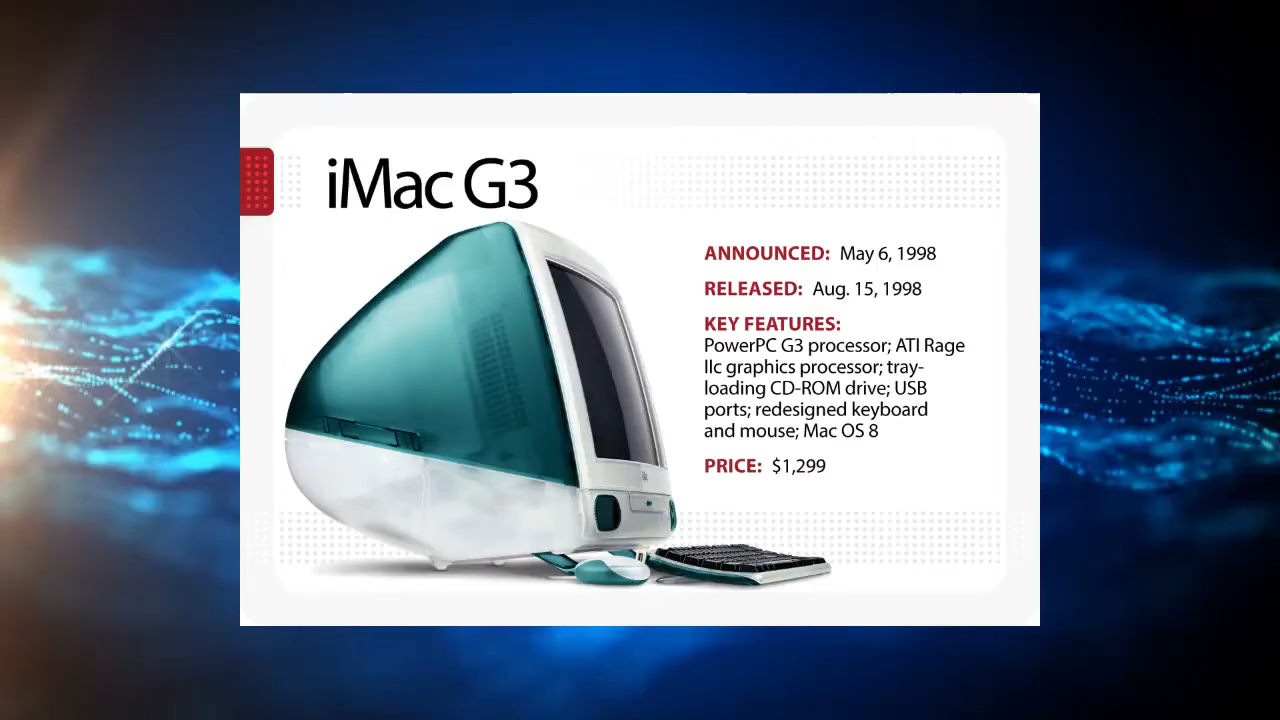 iMac G3
ANNOUNCED: May 6, 1998
RELEASED: Aug. 15, 1998
KEY FEATURES:
PowerPC G3 processor; ATI Rage
IIc graphics processor; tray-
loading CD-ROM drive; USB
ports; redesigned keyboard
and mouse; Mac OS 8
PRICE: $1,299